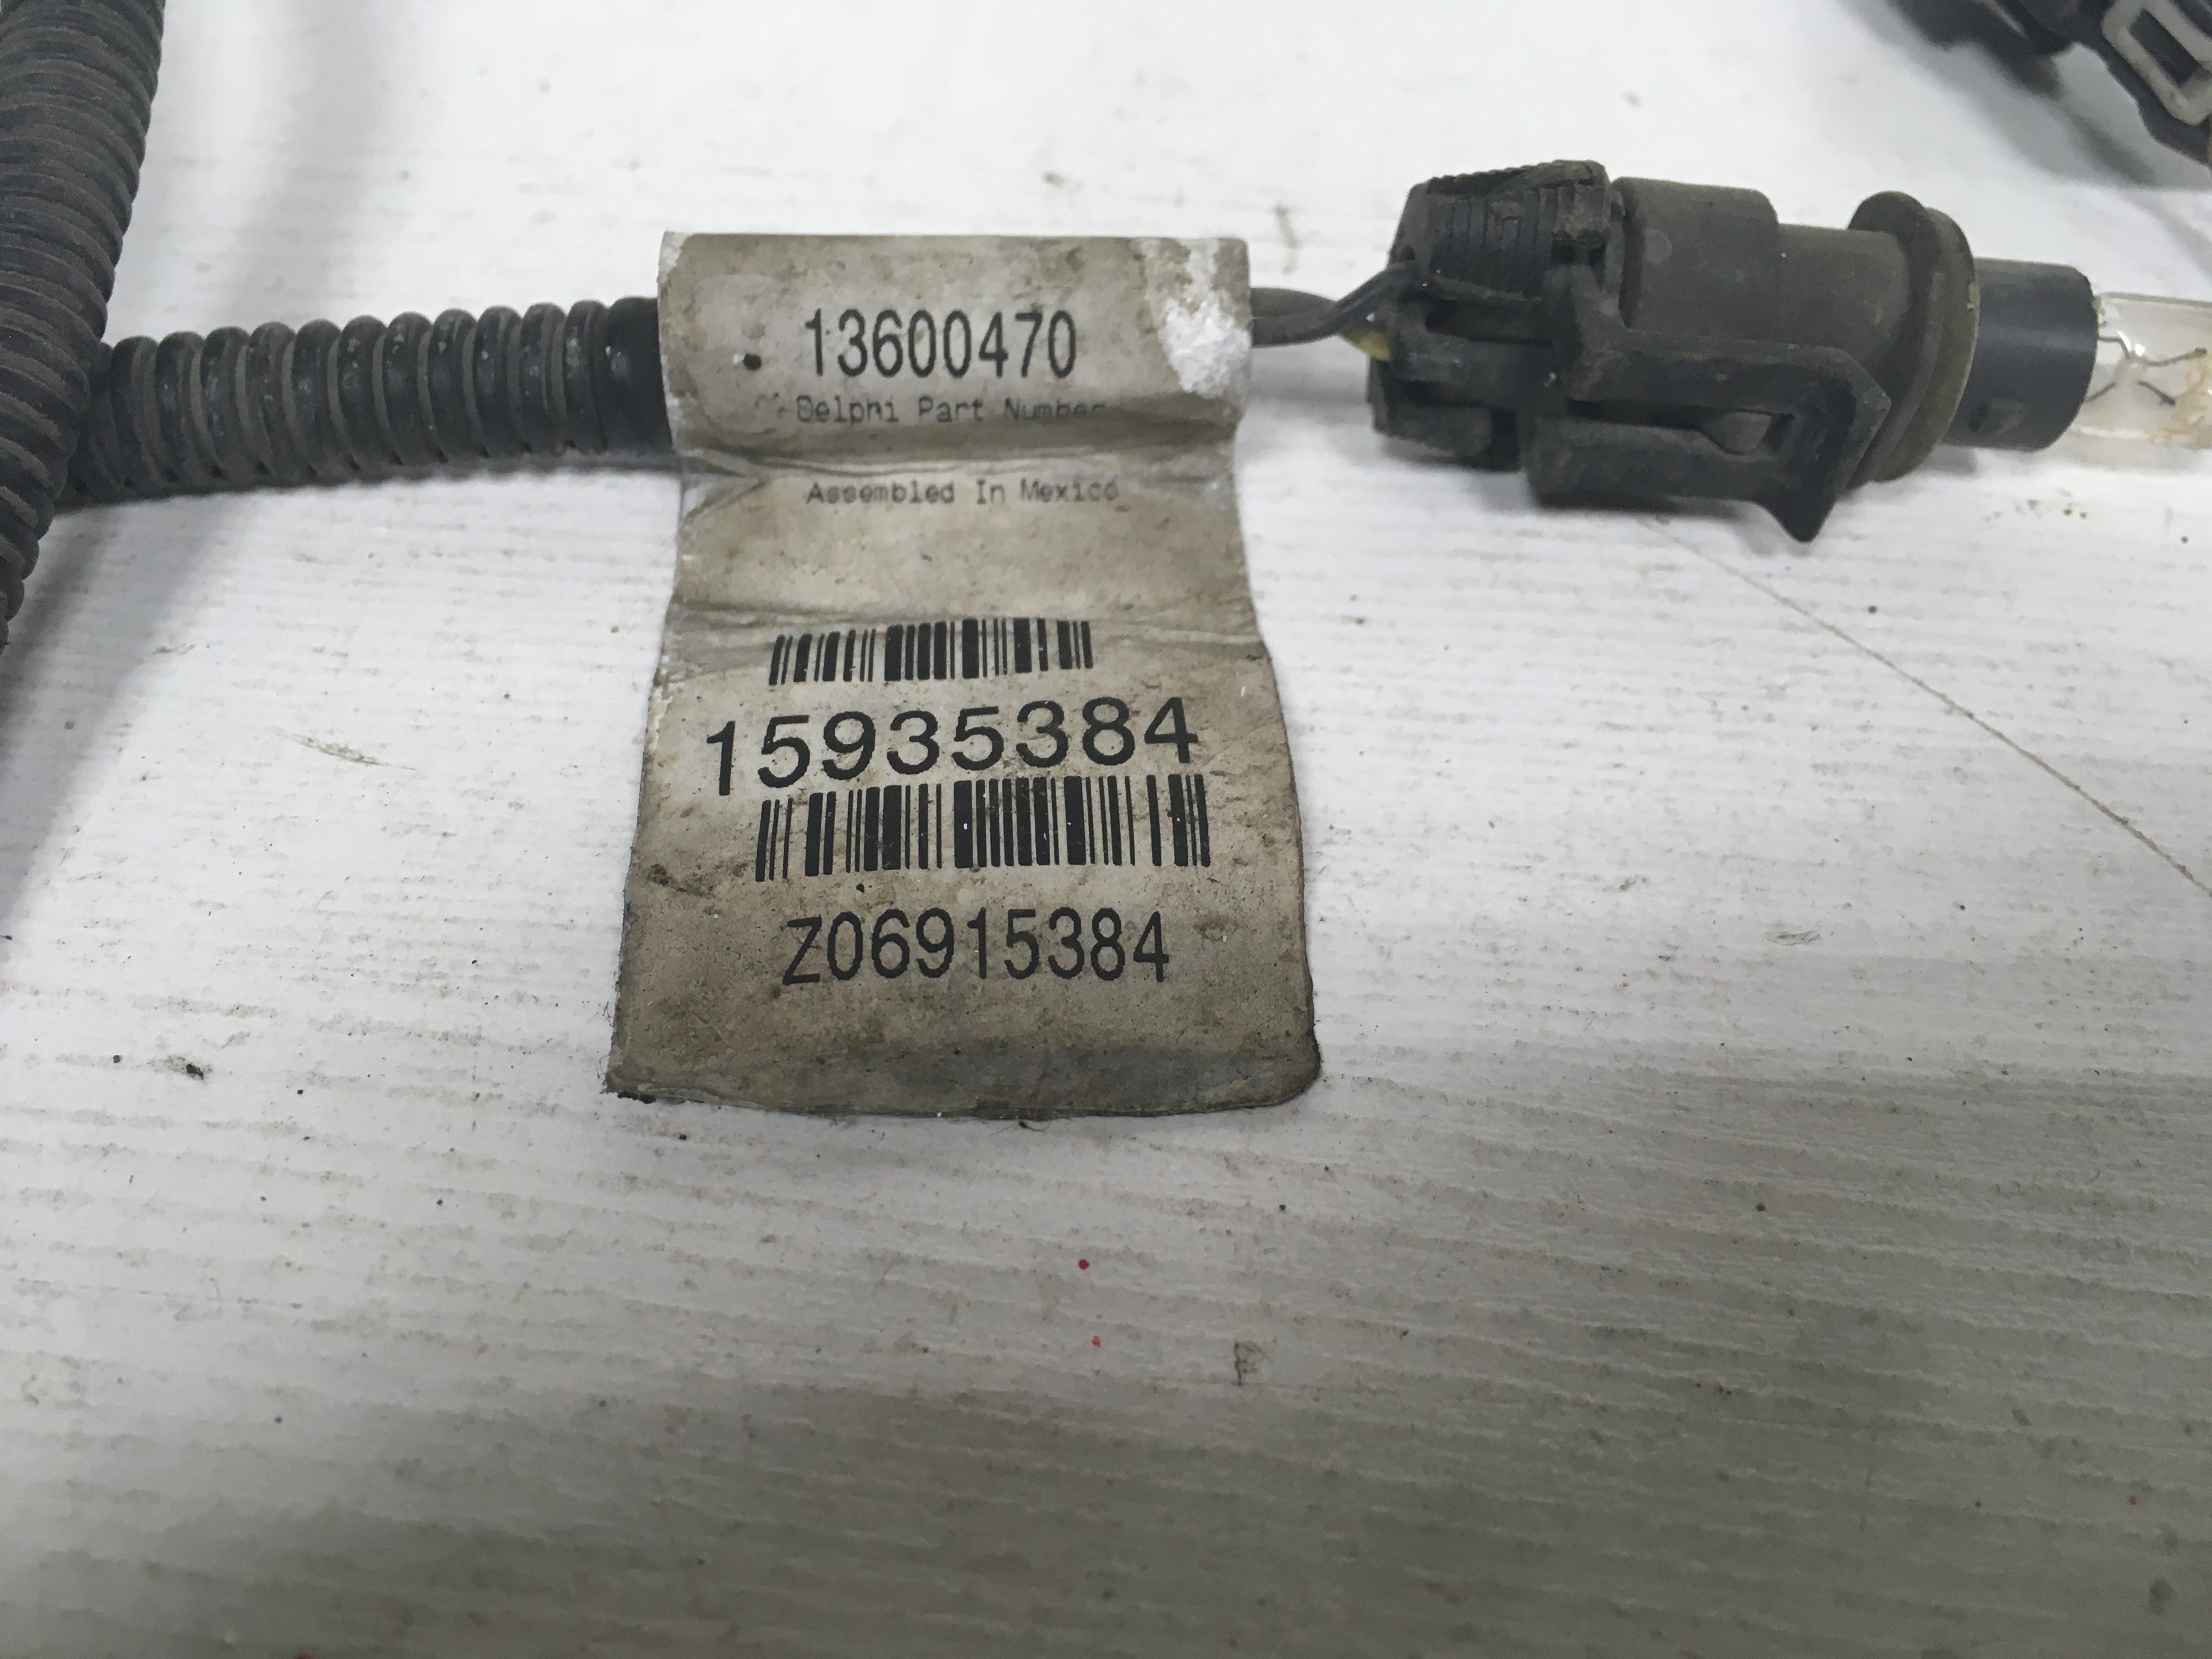 13600470
Delphi Part Number
Assembled In Mexico
15935384
Z06915384